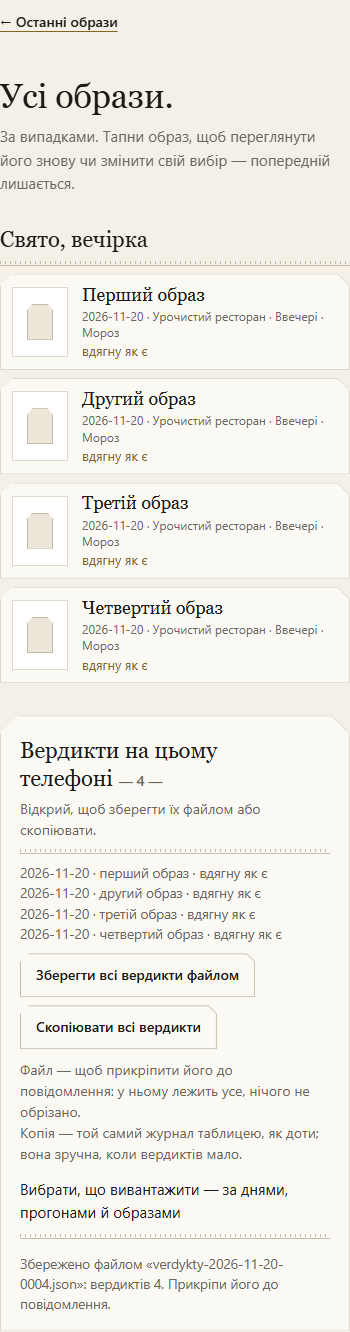 ← Останні образи
Усі образи.
За випадками. Тапни образ, щоб переглянути
його знову чи змінити свій вибір — попередній
лишається.
Свято, вечірка
Перший образ
2026-11-20 · Урочистий ресторан · Ввечері ·
Мороз
вдягну як є
Другий образ
2026-11-20 · Урочистий ресторан · Ввечері ·
Мороз
вдягну як є
Третій образ
2026-11-20 · Урочистий ресторан · Ввечері ·
Мороз
вдягну як є
Четвертий образ
2026-11-20 · Урочистий ресторан · Ввечері ·
Мороз
вдягну як є
Вердикти на цьому
телефоні — 4 —
Відкрий, щоб зберегти їх файлом або
скопіювати.
2026-11-20 · перший образ · вдягну як є
2026-11-20 · другий образ · вдягну як є
2026-11-20 · третій образ · вдягну як є
2026-11-20 · четвертий образ · вдягну як є
Зберегти всі вердикти файлом
Скопіювати всі вердикти
Файл — щоб прикріпити його до
повідомлення: у ньому лежить усе, нічого не
обрізано.
Копія — той самий журнал таблицею, як доти;
вона зручна, коли вердиктів мало.
Вибрати, що вивантажити — за днями,
прогонами й образами
Збережено файлом «verdykty-2026-11-20-
0004.json»: вердиктів 4. Прикріпи його до
повідомлення.